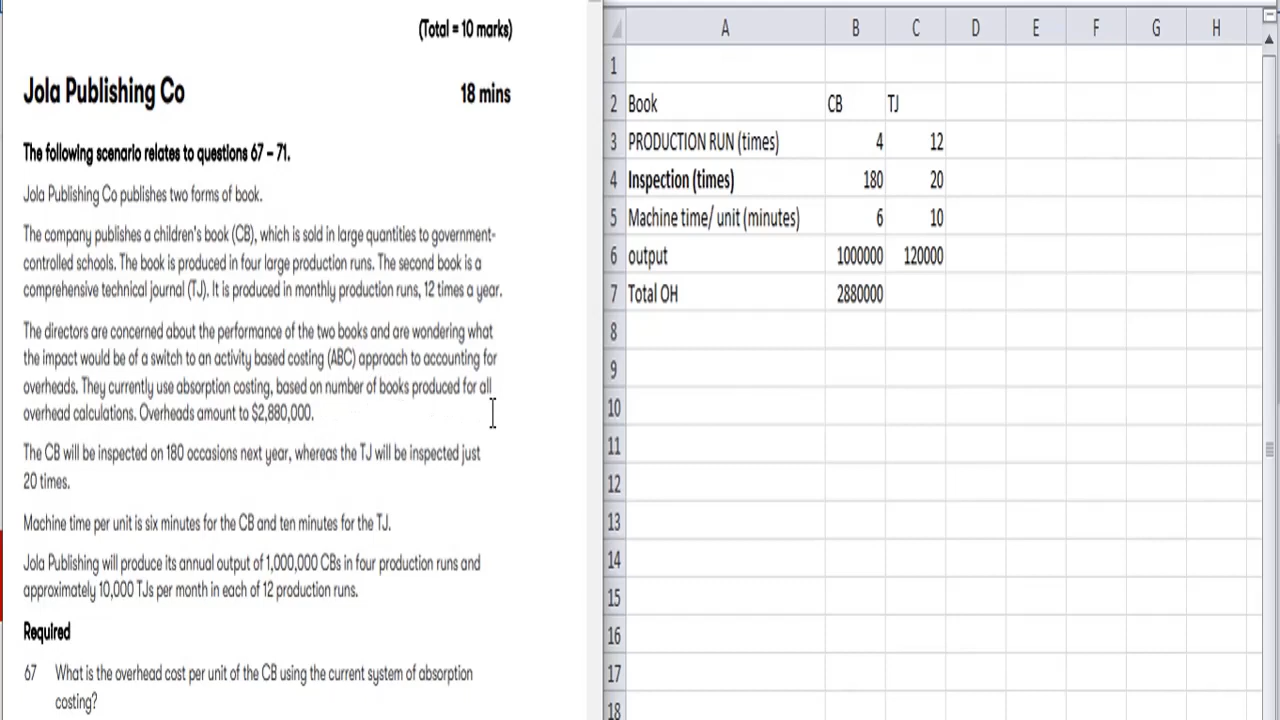 (Total = 10 marks)
Jola Publishing Co 18 mins
The following scenario relates to questions 67 – 71.
Jola Publishing Co publishes two forms of book.
The company publishes a children's book (CB), which is sold in large quantities to government-
controlled schools. The book is produced in four large production runs. The second book is a
comprehensive technical journal (TJ). It is produced in monthly production runs, 12 times a year.
The directors are concerned about the performance of the two books and are wondering what
the impact would be of a switch to an activity based costing (ABC) approach to accounting for
overheads. They currently use absorption costing, based on number of books produced for all
overhead calculations. Overheads amount to $2,880,000.
The CB will be inspected on 180 occasions next year, whereas the TJ will be inspected just
20 times.
Machine time per unit is six minutes for the CB and ten minutes for the TJ.
Jola Publishing will produce its annual output of 1,000,000 CBs in four production runs and
approximately 10,000 TJs per month in each of 12 production runs.
Required
67 What is the overhead cost per unit of the CB using the current system of absorption
costing?
A B C D E F G H
1
2 Book CB TJ
3 PRODUCTION RUN (times) 4 12
4 Inspection (times) 180 20
5 Machine time/ unit (minutes) 6 10
6 output 1000000 120000
7 Total OH 2880000
8
9
10
11
12
13
14
15
16
17
18